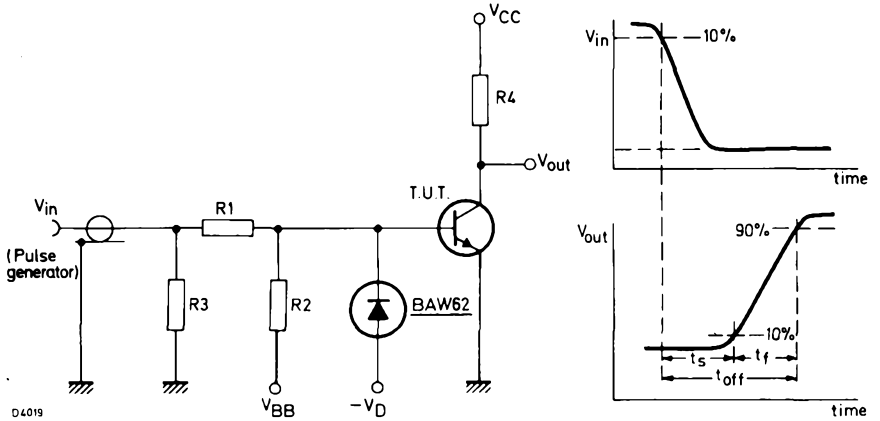 VCC
R4
Vout
T.U.T.
Vin
(Pulse
generator)
R1
R3
R2
BAW62
VBB
-VD
D4019
Vin
10%
time
Vout
90%
10%
ts
tf
toff
time